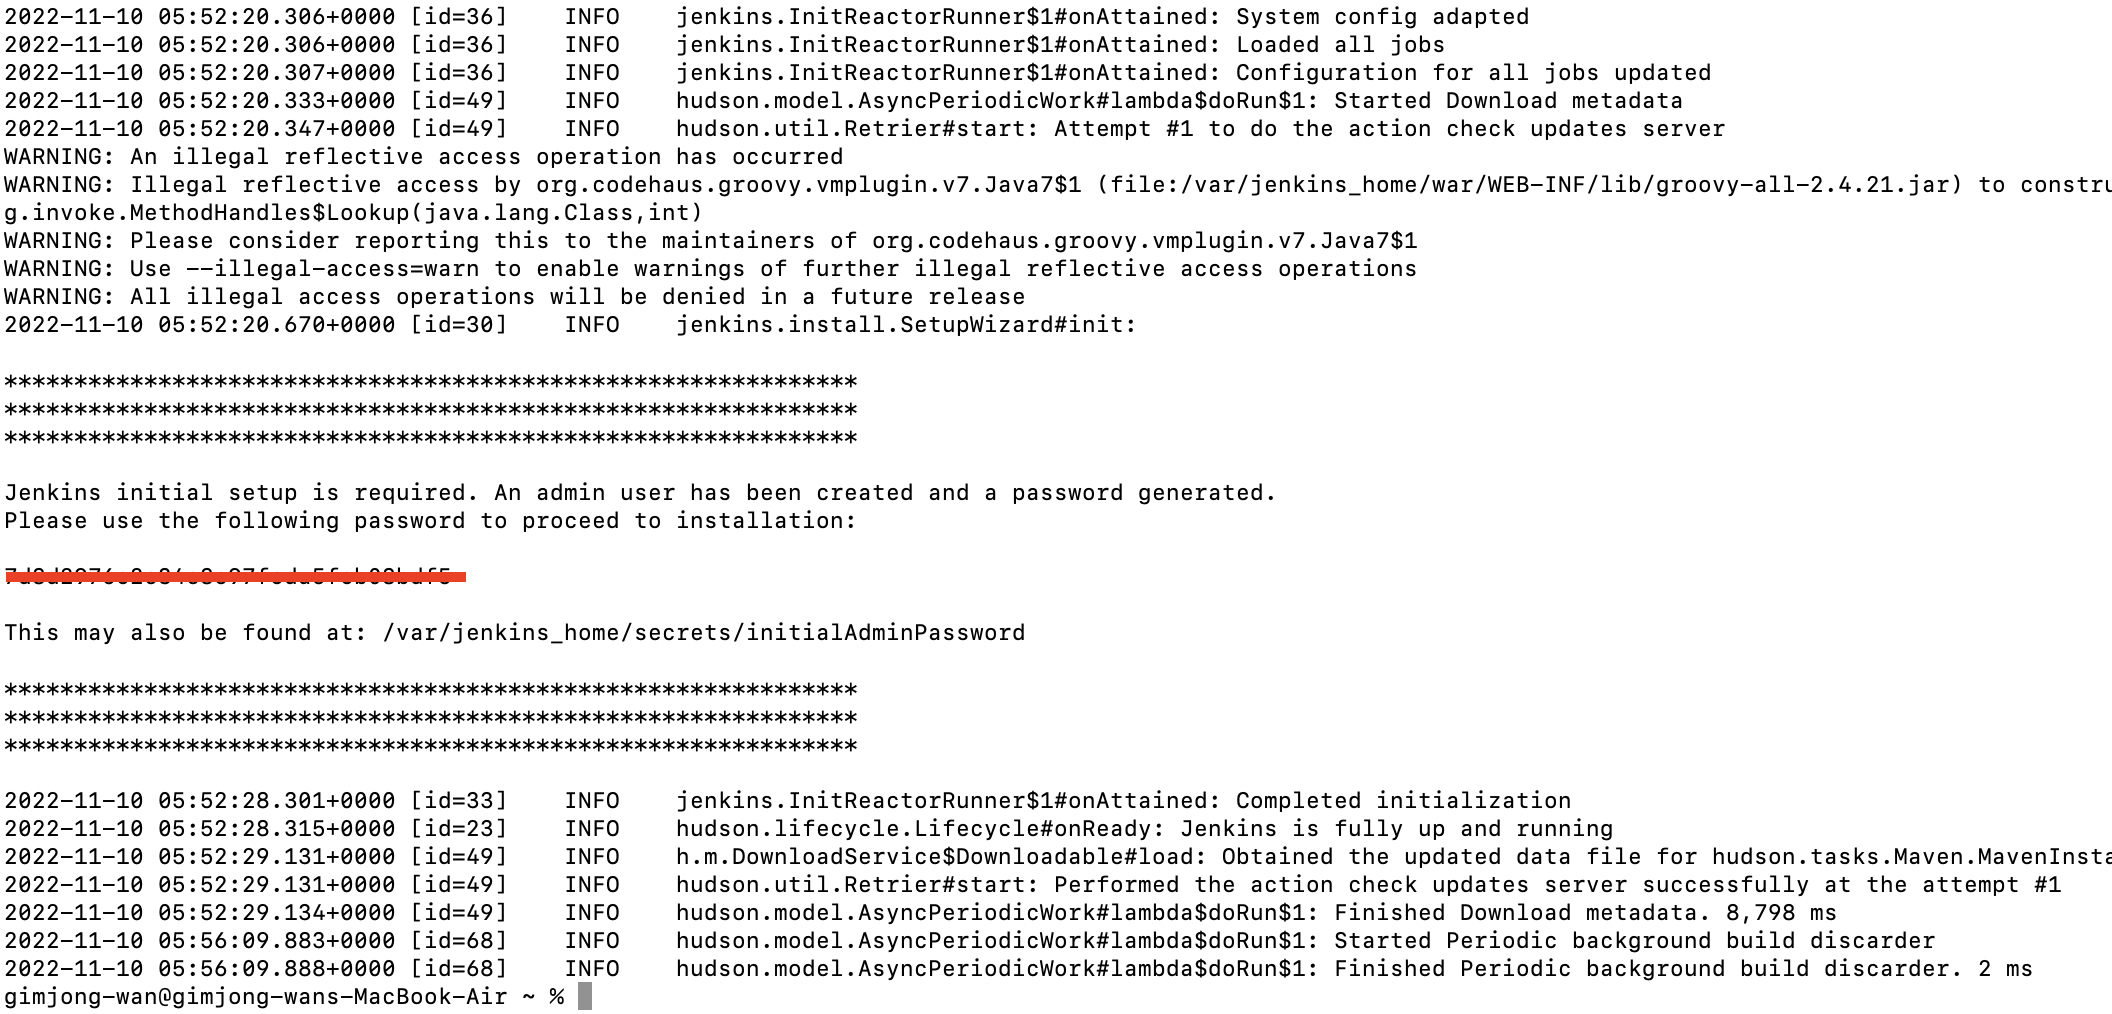 2022-11-10 05:52:20.306+0000 [id=36]    INFO    jenkins.InitReactorRunner$1#onAttained: System config adapted
2022-11-10 05:52:20.306+0000 [id=36]    INFO    jenkins.InitReactorRunner$1#onAttained: Loaded all jobs
2022-11-10 05:52:20.307+0000 [id=36]    INFO    jenkins.InitReactorRunner$1#onAttained: Configuration for all jobs updated
2022-11-10 05:52:20.333+0000 [id=49]    INFO    hudson.model.AsyncPeriodicWork#lambda$doRun$1: Started Download metadata
2022-11-10 05:52:20.347+0000 [id=49]    INFO    hudson.util.Retrier#start: Attempt #1 to do the action check updates server
WARNING: An illegal reflective access operation has occurred
WARNING: Illegal reflective access by org.codehaus.groovy.vmplugin.v7.Java7$1 (file:/var/jenkins_home/war/WEB-INF/lib/groovy-all-2.4.21.jar) to constru
g.invoke.MethodHandles$Lookup(java.lang.Class,int)
WARNING: Please consider reporting this to the maintainers of org.codehaus.groovy.vmplugin.v7.Java7$1
WARNING: Use --illegal-access=warn to enable warnings of further illegal reflective access operations
WARNING: All illegal access operations will be denied in a future release
2022-11-10 05:52:20.670+0000 [id=30]    INFO    jenkins.install.SetupWizard#init:
*************************************************************
*************************************************************
*************************************************************
Jenkins initial setup is required. An admin user has been created and a password generated.
Please use the following password to proceed to installation:
This may also be found at: /var/jenkins_home/secrets/initialAdminPassword
*************************************************************
*************************************************************
*************************************************************
2022-11-10 05:52:28.301+0000 [id=33]    INFO    jenkins.InitReactorRunner$1#onAttained: Completed initialization
2022-11-10 05:52:28.315+0000 [id=23]    INFO    hudson.lifecycle.Lifecycle#onReady: Jenkins is fully up and running
2022-11-10 05:52:29.131+0000 [id=49]    INFO    h.m.DownloadService$Downloadable#load: Obtained the updated data file for hudson.tasks.Maven.MavenInsta
2022-11-10 05:52:29.131+0000 [id=49]    INFO    hudson.util.Retrier#start: Performed the action check updates server successfully at the attempt #1
2022-11-10 05:52:29.134+0000 [id=49]    INFO    hudson.model.AsyncPeriodicWork#lambda$doRun$1: Finished Download metadata. 8,798 ms
2022-11-10 05:56:09.883+0000 [id=68]    INFO    hudson.model.AsyncPeriodicWork#lambda$doRun$1: Started Periodic background build discarder
2022-11-10 05:56:09.888+0000 [id=68]    INFO    hudson.model.AsyncPeriodicWork#lambda$doRun$1: Finished Periodic background build discarder. 2 ms
gimjong-wan@gimjong-wans-MacBook-Air ~ %